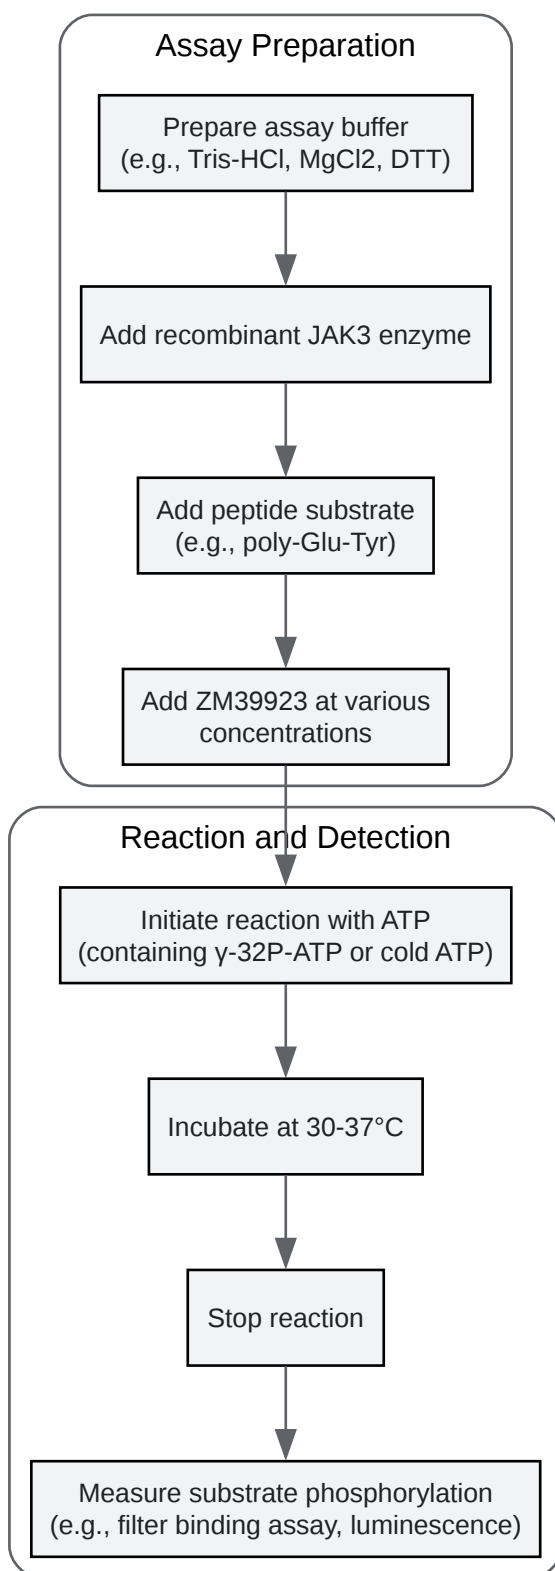 Assay Preparation
Prepare assay buffer
(e.g., Tris-HCl, MgCl2, DTT)
Add recombinant JAK3 enzyme
Add peptide substrate
(e.g., poly-Glu-Tyr)
Add ZM39923 at various
concentrations
Reaction and Detection
Initiate reaction with ATP
(containing γ-32P-ATP or cold ATP)
Incubate at 30-37°C
Stop reaction
Measure substrate phosphorylation
(e.g., filter binding assay, luminescence)